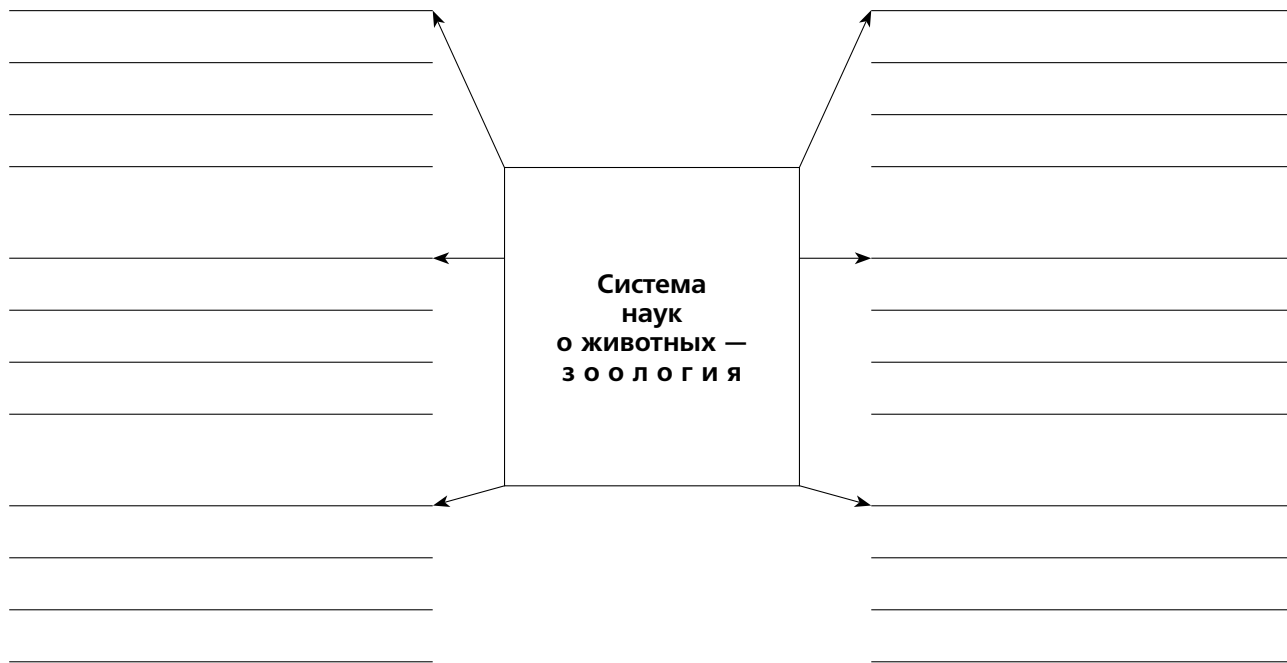 Система
наук
о животных —
з о о л о г и я